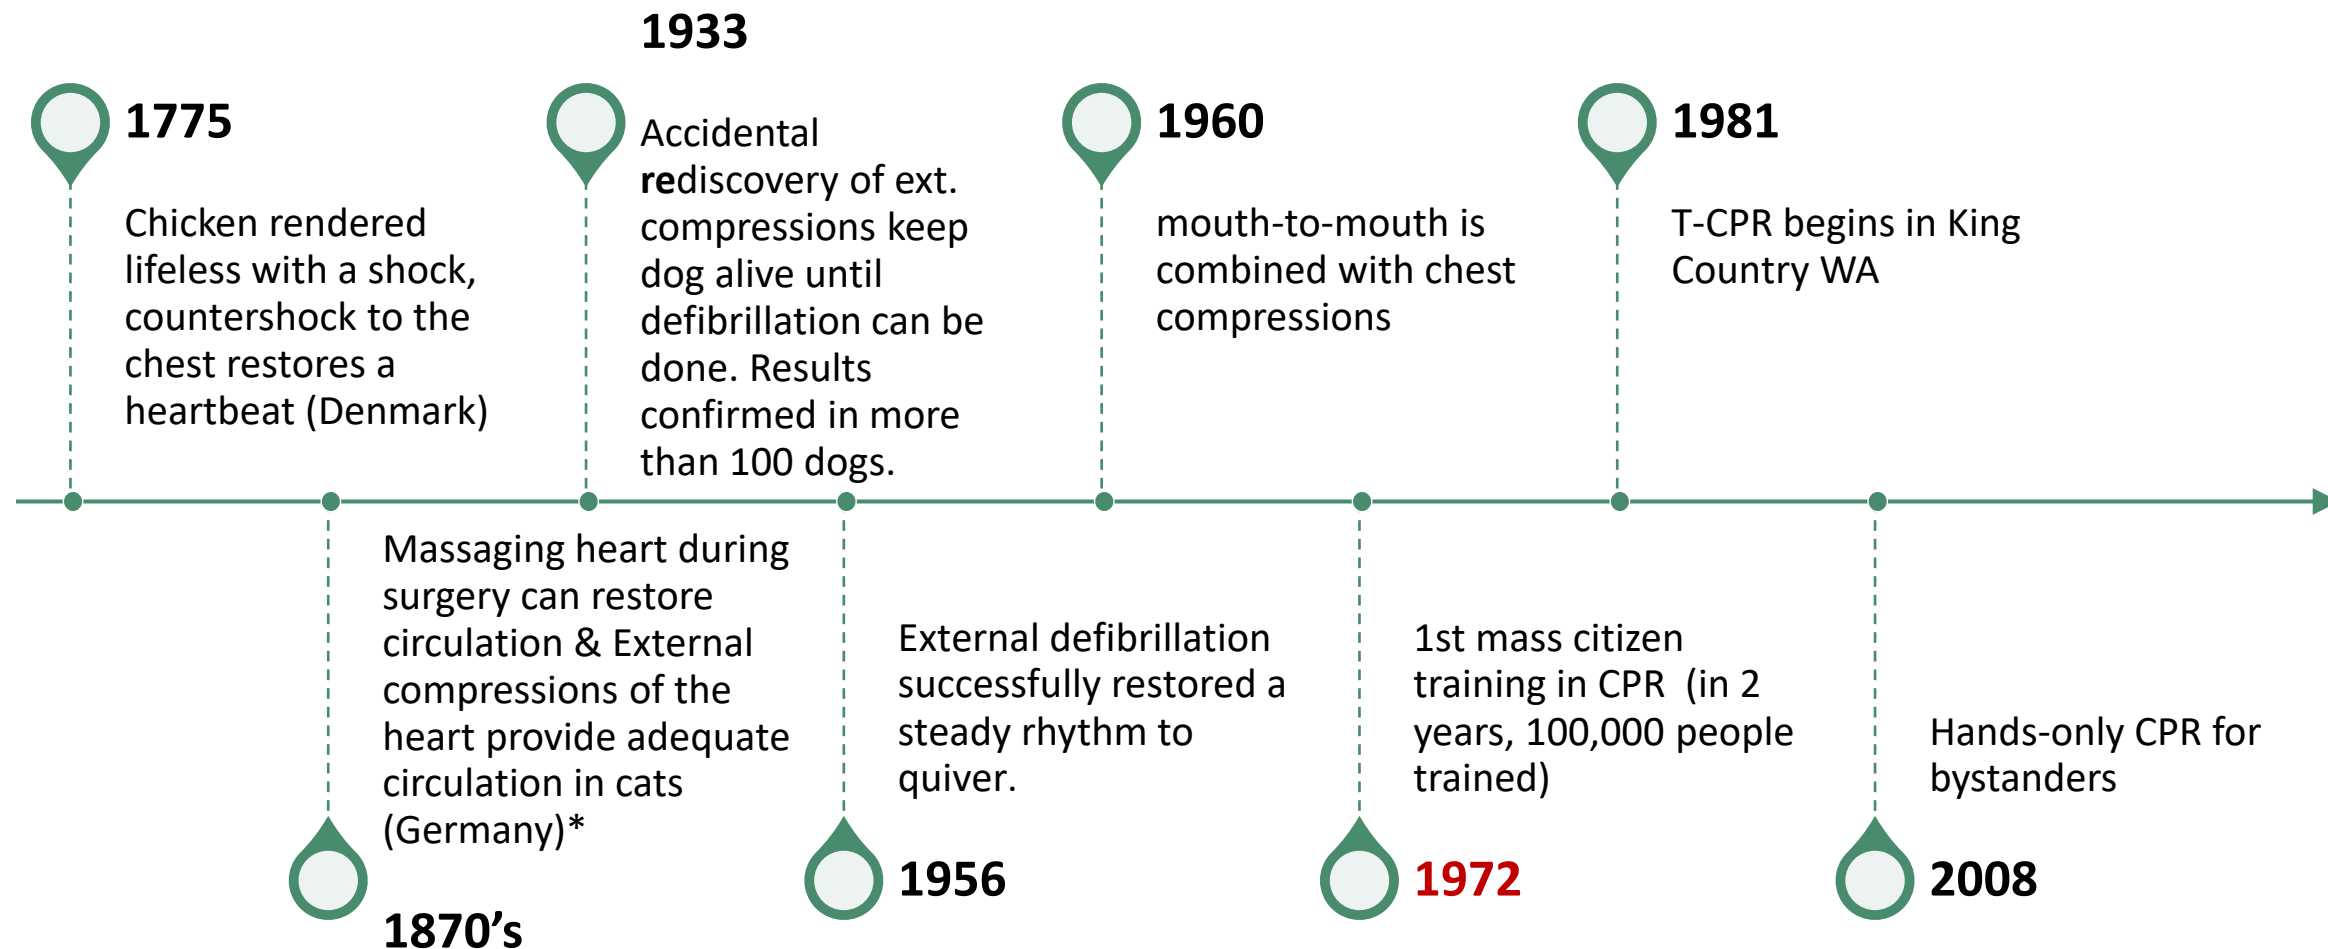 1775
Chicken rendered
lifeless with a shock,
countershock to the
chest restores a
heartbeat (Denmark)
Massaging heart during
surgery can restore
circulation & External
compressions of the
heart provide adequate
circulation in cats
(Germany)*
1870’s
1933
Accidental
rediscovery of ext.
compressions keep
dog alive until
defibrillation can be
done. Results
confirmed in more
than 100 dogs.
External defibrillation
successfully restored a
steady rhythm to
quiver.
1956
1960
mouth-to-mouth is
combined with chest
compressions
1st mass citizen
training in CPR  (in 2
years, 100,000 people
trained)
1972
1981
T-CPR begins in King
Country WA
Hands-only CPR for
bystanders
2008